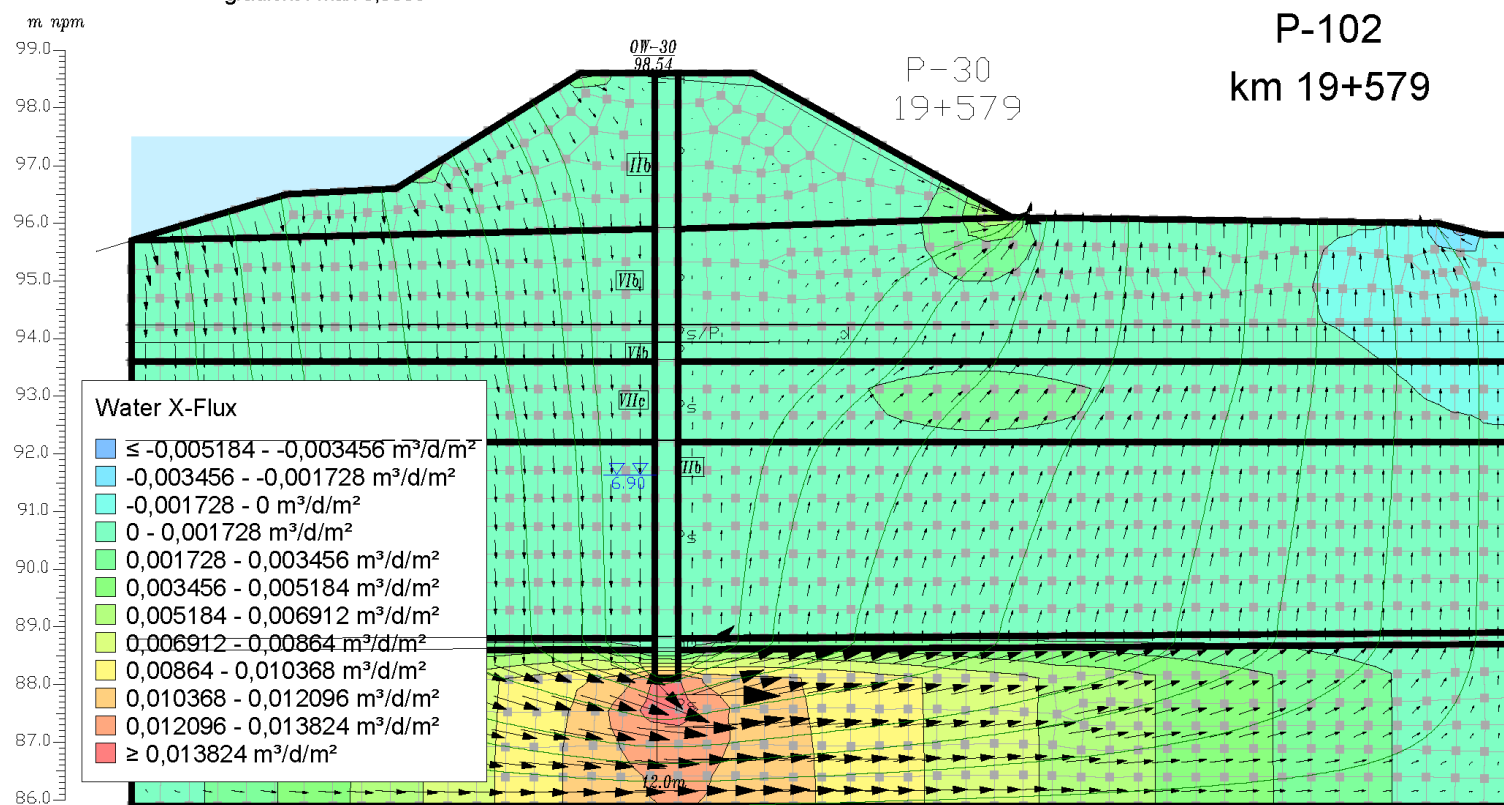 P-102
m npm
99.0
OW-30
98.54
P-30
km 19+579
19+579
98.0
97.0
IIb
96.0
95.0
VIb
94.0
VIb
93.0
VIIc
Water X-Flux
≤ -0,005184 - -0,003456 m³/d/m²
92.0
-0,003456 - -0,001728 m³/d/m²
6.90
-0,001728 - 0 m³/d/m²
91.0
0 - 0,001728 m³/d/m²
0,001728 - 0,003456 m³/d/m²
90.0
0,003456 - 0,005184 m³/d/m²
0,005184 - 0,006912 m³/d/m²
89.0
0,006912 - 0,00864 m³/d/m²
0,00864 - 0,010368 m³/d/m²
88.0
0,010368 - 0,012096 m³/d/m²
0,012096 - 0,013824 m³/d/m²
87.0
≥ 0,013824 m³/d/m²
12.0m
86.0